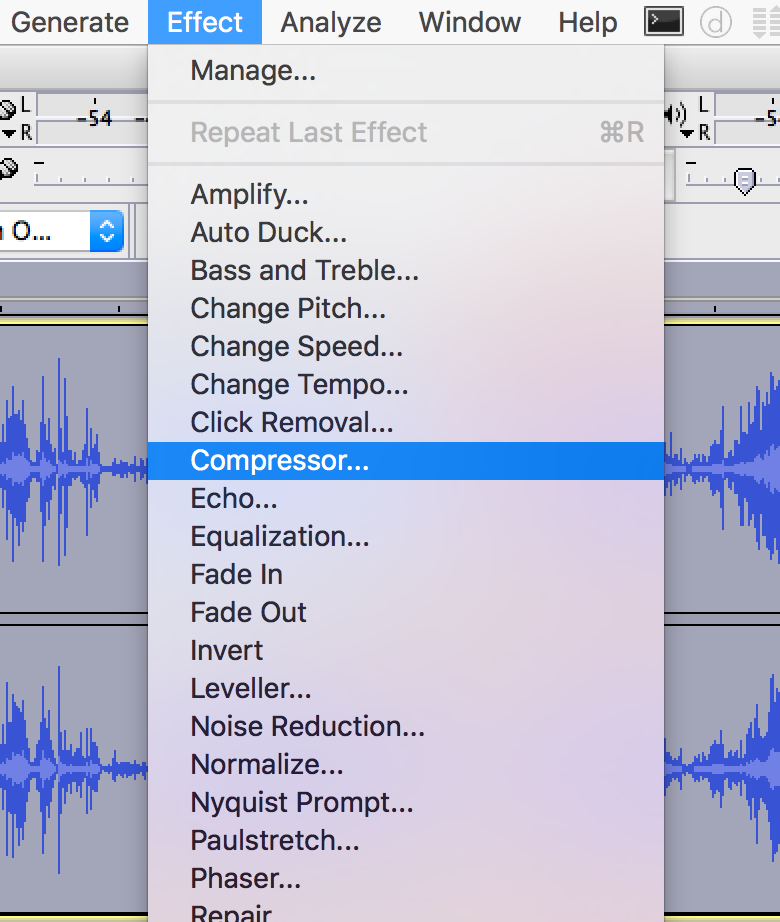 Generate Effect Analyze Window Help
Manage...
L -54 L -5
R R
Repeat Last Effect ⌘R
Amplify...
O... Auto Duck...
Bass and Treble...
Change Pitch...
Change Speed...
Change Tempo...
Click Removal...
Compressor...
Echo...
Equalization...
Fade In
Fade Out
Invert
Leveller...
Noise Reduction...
Normalize...
Nyquist Prompt...
Paulstretch...
Phaser...
Repair